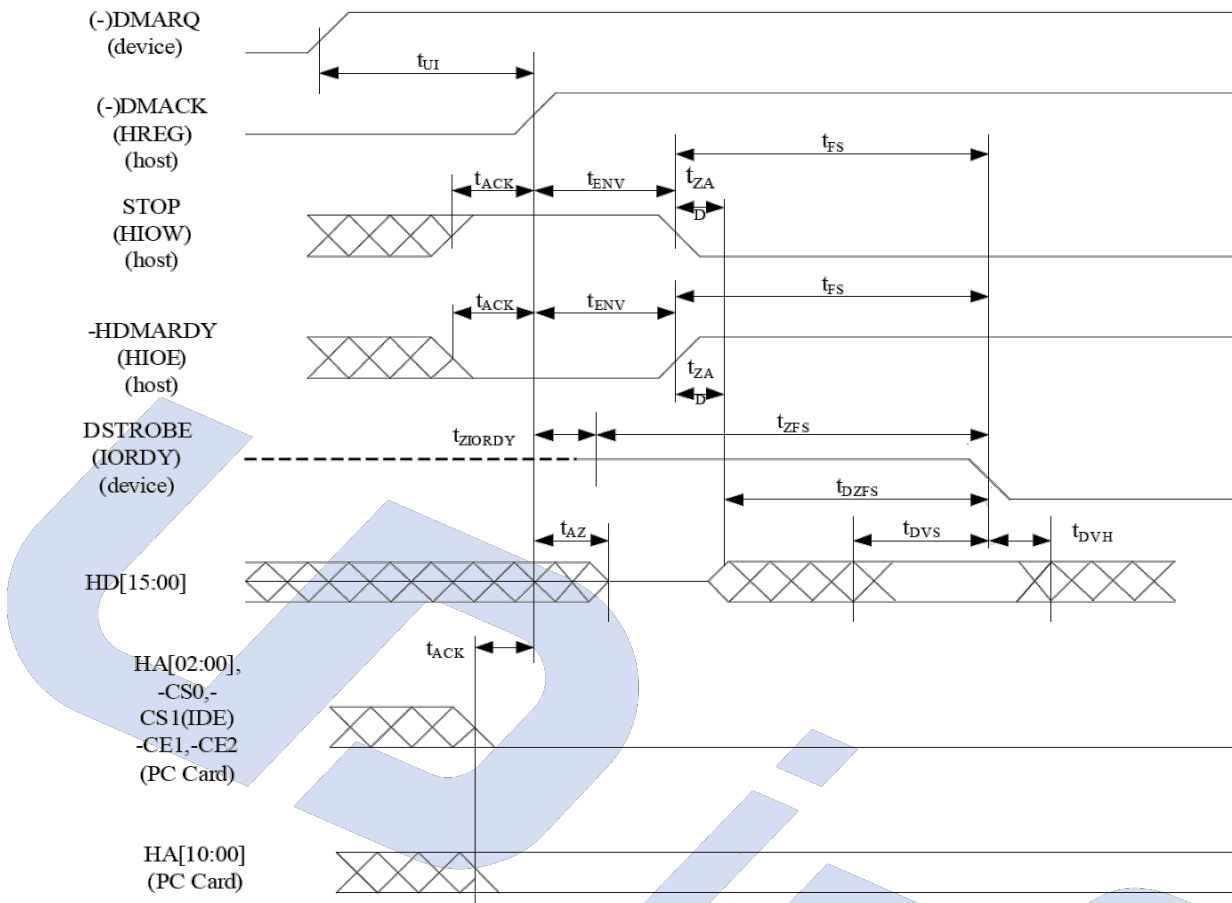 (-)DMARQ
(device)
tUI
(-)DMACK
(HREG)
(host)
tFS
tACK
tENV
tZA
D
STOP
(HIOW)
(host)
tFS
tACK
tENV
-HDMARDY
(HIOE)
(host)
tZA
D
DSTROBE
(IORDY)
(device)
tZIORDY
tZFS
tDZFS
tAZ
tDVS
tDVH
HD[15:00]
tACK
HA[02:00],
-CS0,-
CS1(IDE)
-CE1,-CE2
(PC Card)
HA[10:00]
(PC Card)